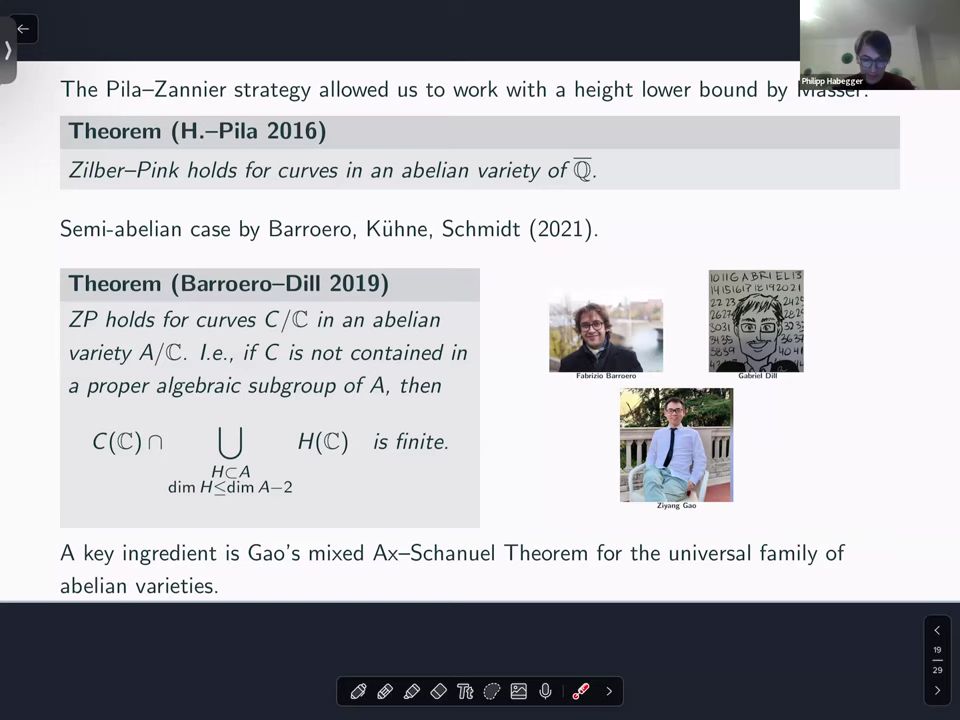 Philipp Habegger
The Pila–Zannier strategy allowed us to work with a height lower bound by Masser.
Theorem (H.–Pila 2016)
Zilber–Pink holds for curves in an abelian variety of ℚ̅.
Semi-abelian case by Barroero, Kühne, Schmidt (2021).
Theorem (Barroero–Dill 2019)
ZP holds for curves C/ℂ in an abelian
variety A/ℂ. I.e., if C is not contained in
a proper algebraic subgroup of A, then
C(ℂ) ∩ ⋃ H(ℂ) is finite.
H⊂A
dim H≤dim A−2
Fabrizio Barroero
Gabriel Dill
Ziyang Gao
A key ingredient is Gao's mixed Ax–Schanuel Theorem for the universal family of
abelian varieties.
19
29
Tt